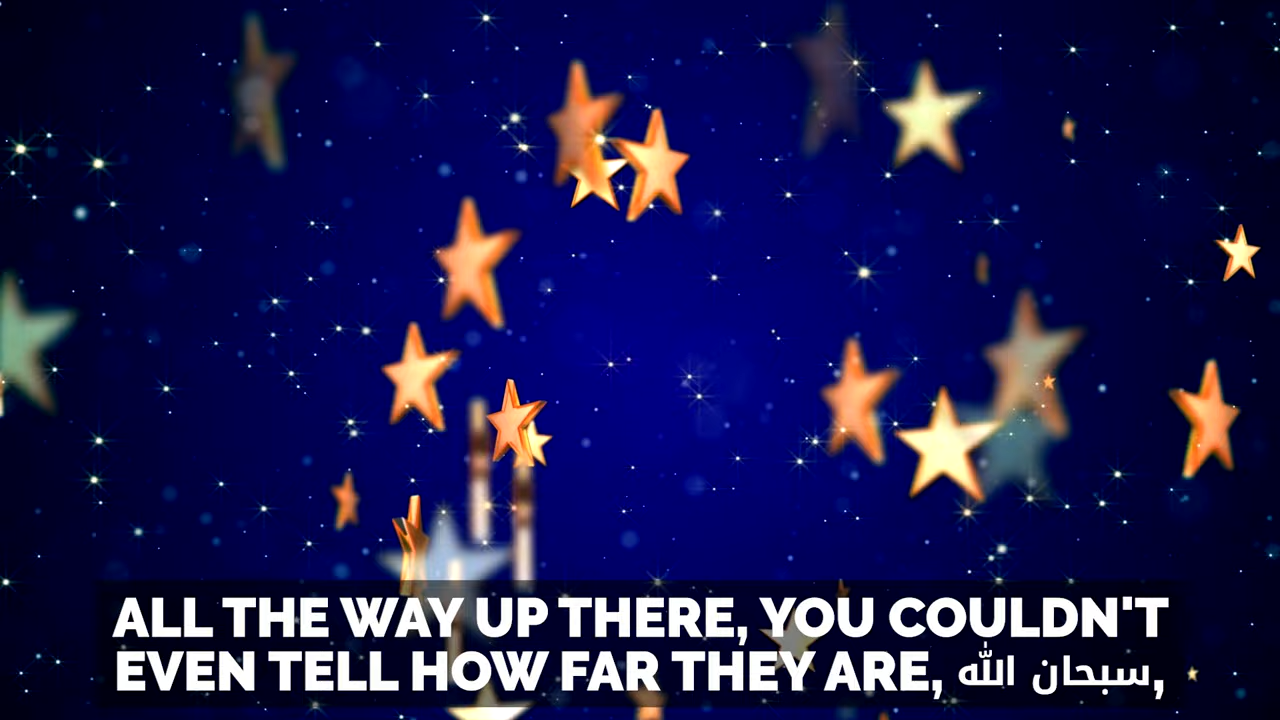 ALL THE WAY UP THERE, YOU COULDN'T
EVEN TELL HOW FAR THEY ARE, سبحان الله,